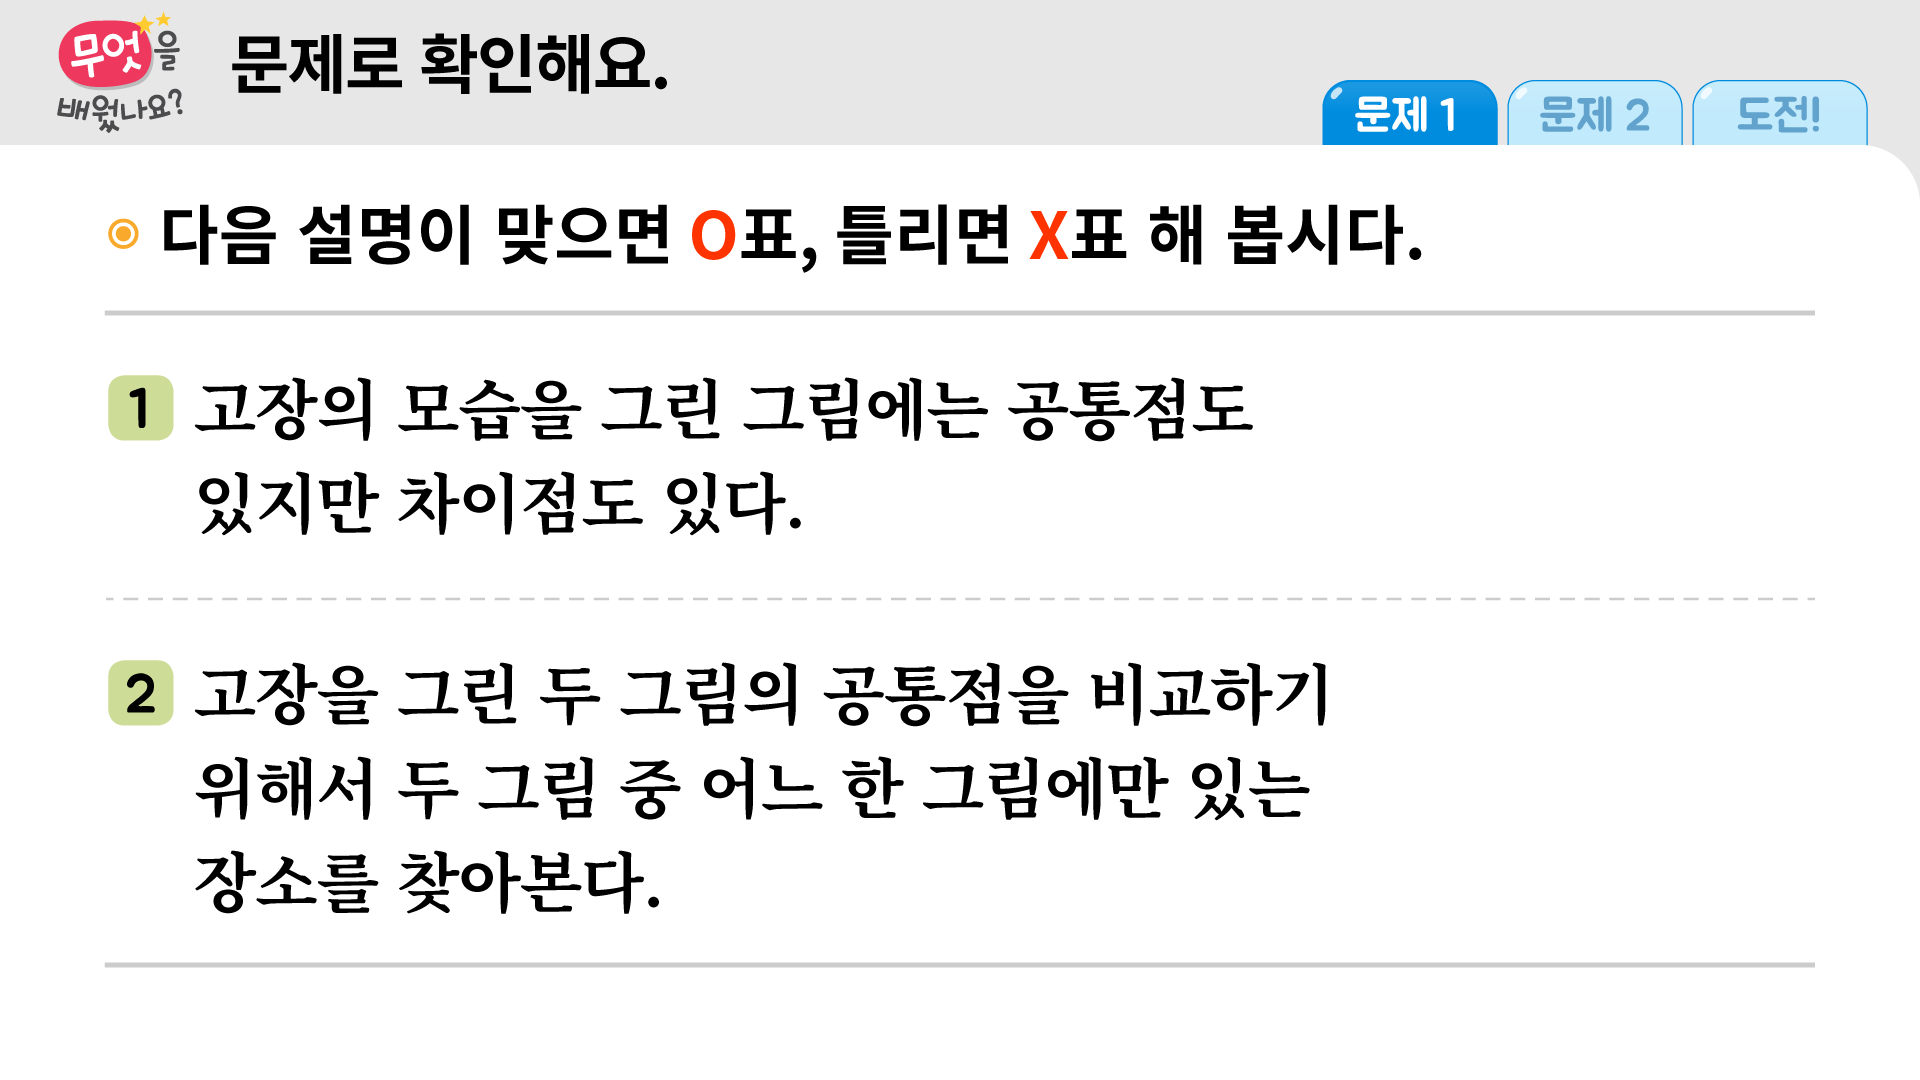 무엇을
배웠나요?
문제로 확인해요.
문제 1
문제 2
도전!
다음 설명이 맞으면 O표, 틀리면 X표 해 봅시다.
1 고장의 모습을 그린 그림에는 공통점도
있지만 차이점도 있다.
2 고장을 그린 두 그림의 공통점을 비교하기
위해서 두 그림 중 어느 한 그림에만 있는
장소를 찾아본다.